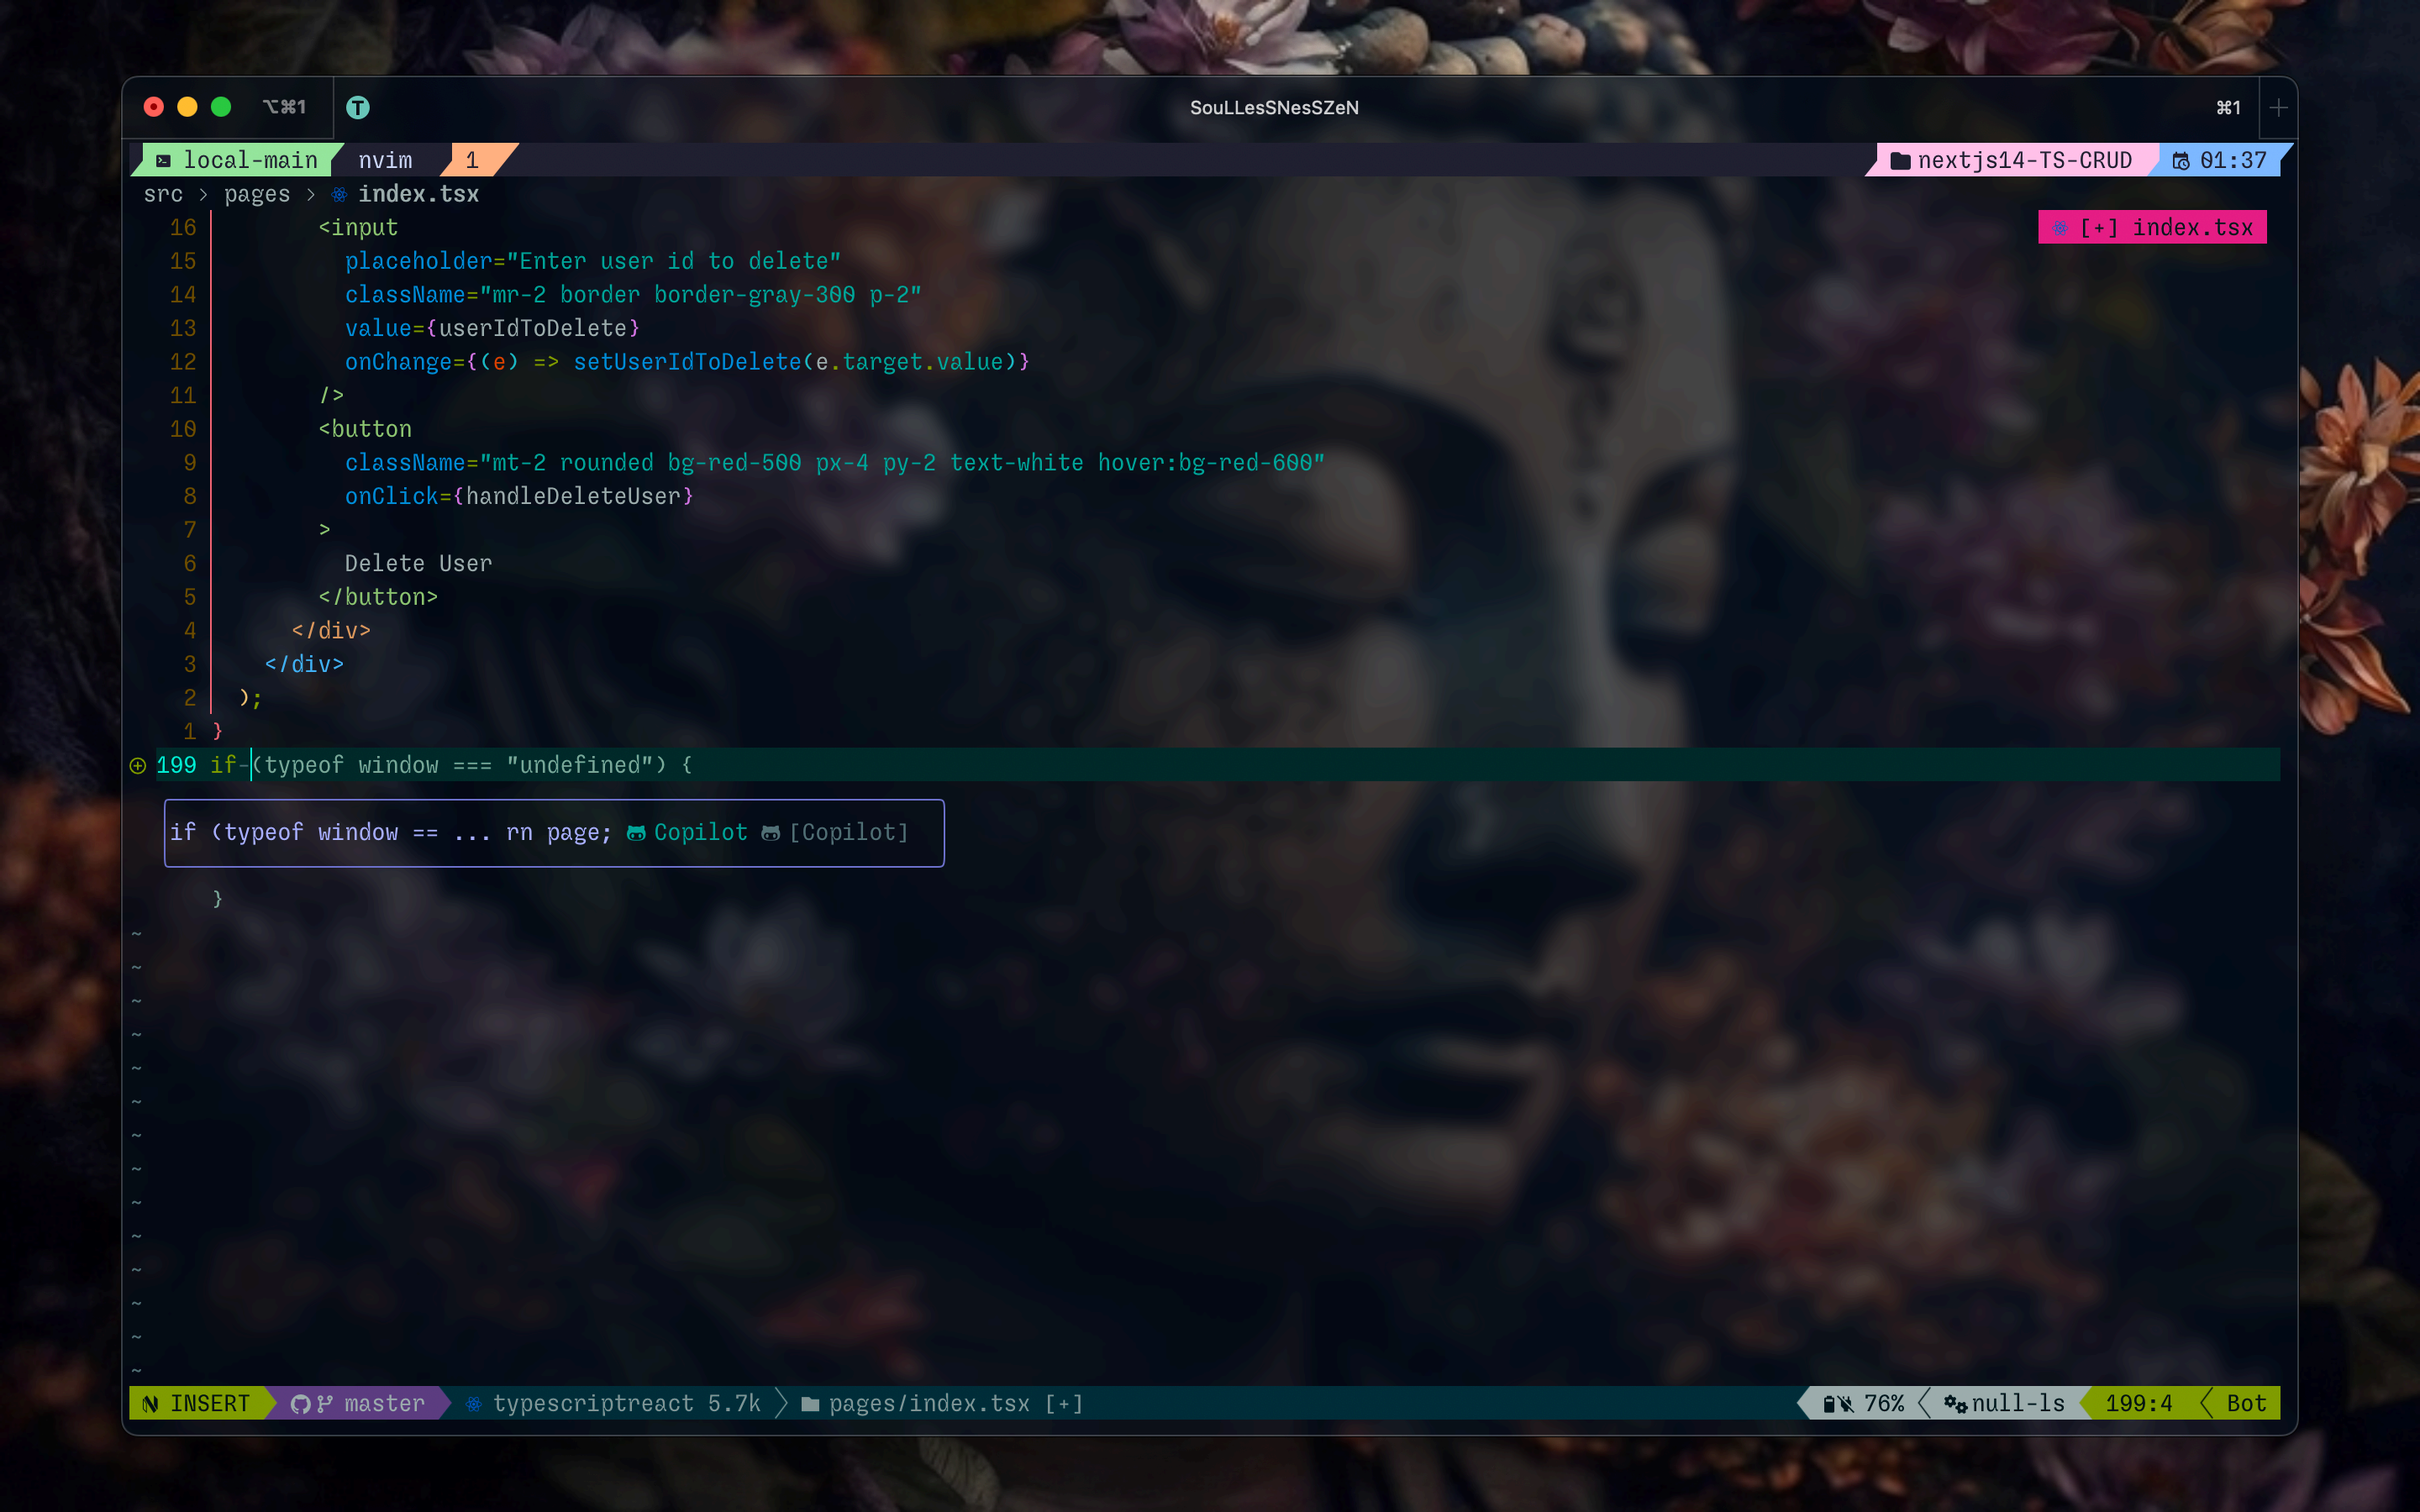 ⌥⌘1 T SouLLesSNesSZeN ⌘1 +
local-main nvim 1 nextjs14-TS-CRUD 01:37
src > pages > index.tsx
16 <input
[+] index.tsx
15 placeholder="Enter user id to delete"
14 className="mr-2 border border-gray-300 p-2"
13 value={userIdToDelete}
12 onChange={(e) => setUserIdToDelete(e.target.value)}
11 />
10 <button
9 className="mt-2 rounded bg-red-500 px-4 py-2 text-white hover:bg-red-600"
8 onClick={handleDeleteUser}
7 >
6 Delete User
5 </button>
4 </div>
3 </div>
2 );
1 }
199 if-(typeof window === "undefined") {
if (typeof window == ... rn page; Copilot [Copilot]
}
~
~
~
~
~
~
~
~
~
~
~
~
~
~
INSERT master typescriptreact 5.7k pages/index.tsx [+] 76% null-ls 199:4 Bot